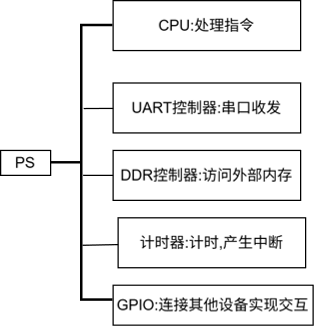 CPU:处理指令
UART控制器:串口收发
PS
DDR控制器:访问外部内存
计时器:计时,产生中断
GPIO:连接其他设备实现交互